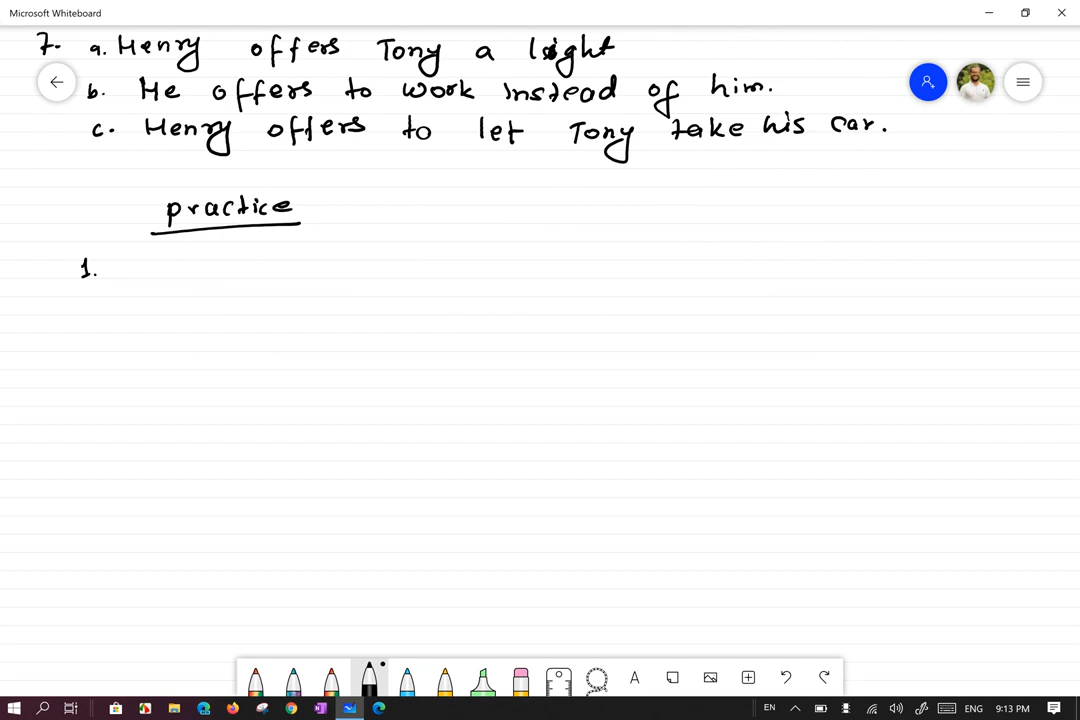 Microsoft Whiteboard
7. a. Henry offers Tony a light
b. He offers to work instead of him.
c. Henry offers to let Tony take his car.
practice
1.
EN
ENG
9:13 PM